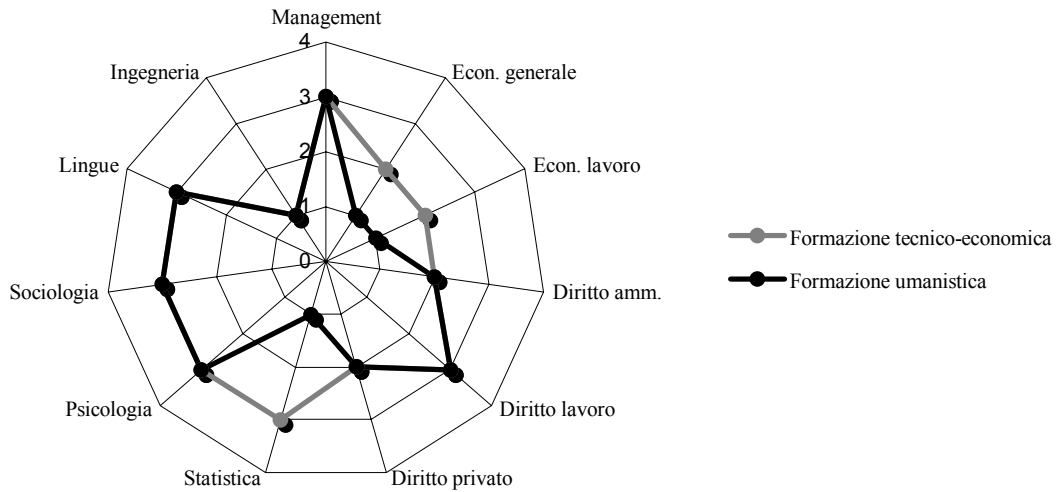 Management
4
Ingegneria
Econ. generale
3
Lingue
Econ. lavoro
2
1
0
Formazione tecnico-economica
Formazione umanistica
Sociologia
Diritto amm.
Psicologia
Diritto lavoro
Statistica
Diritto privato